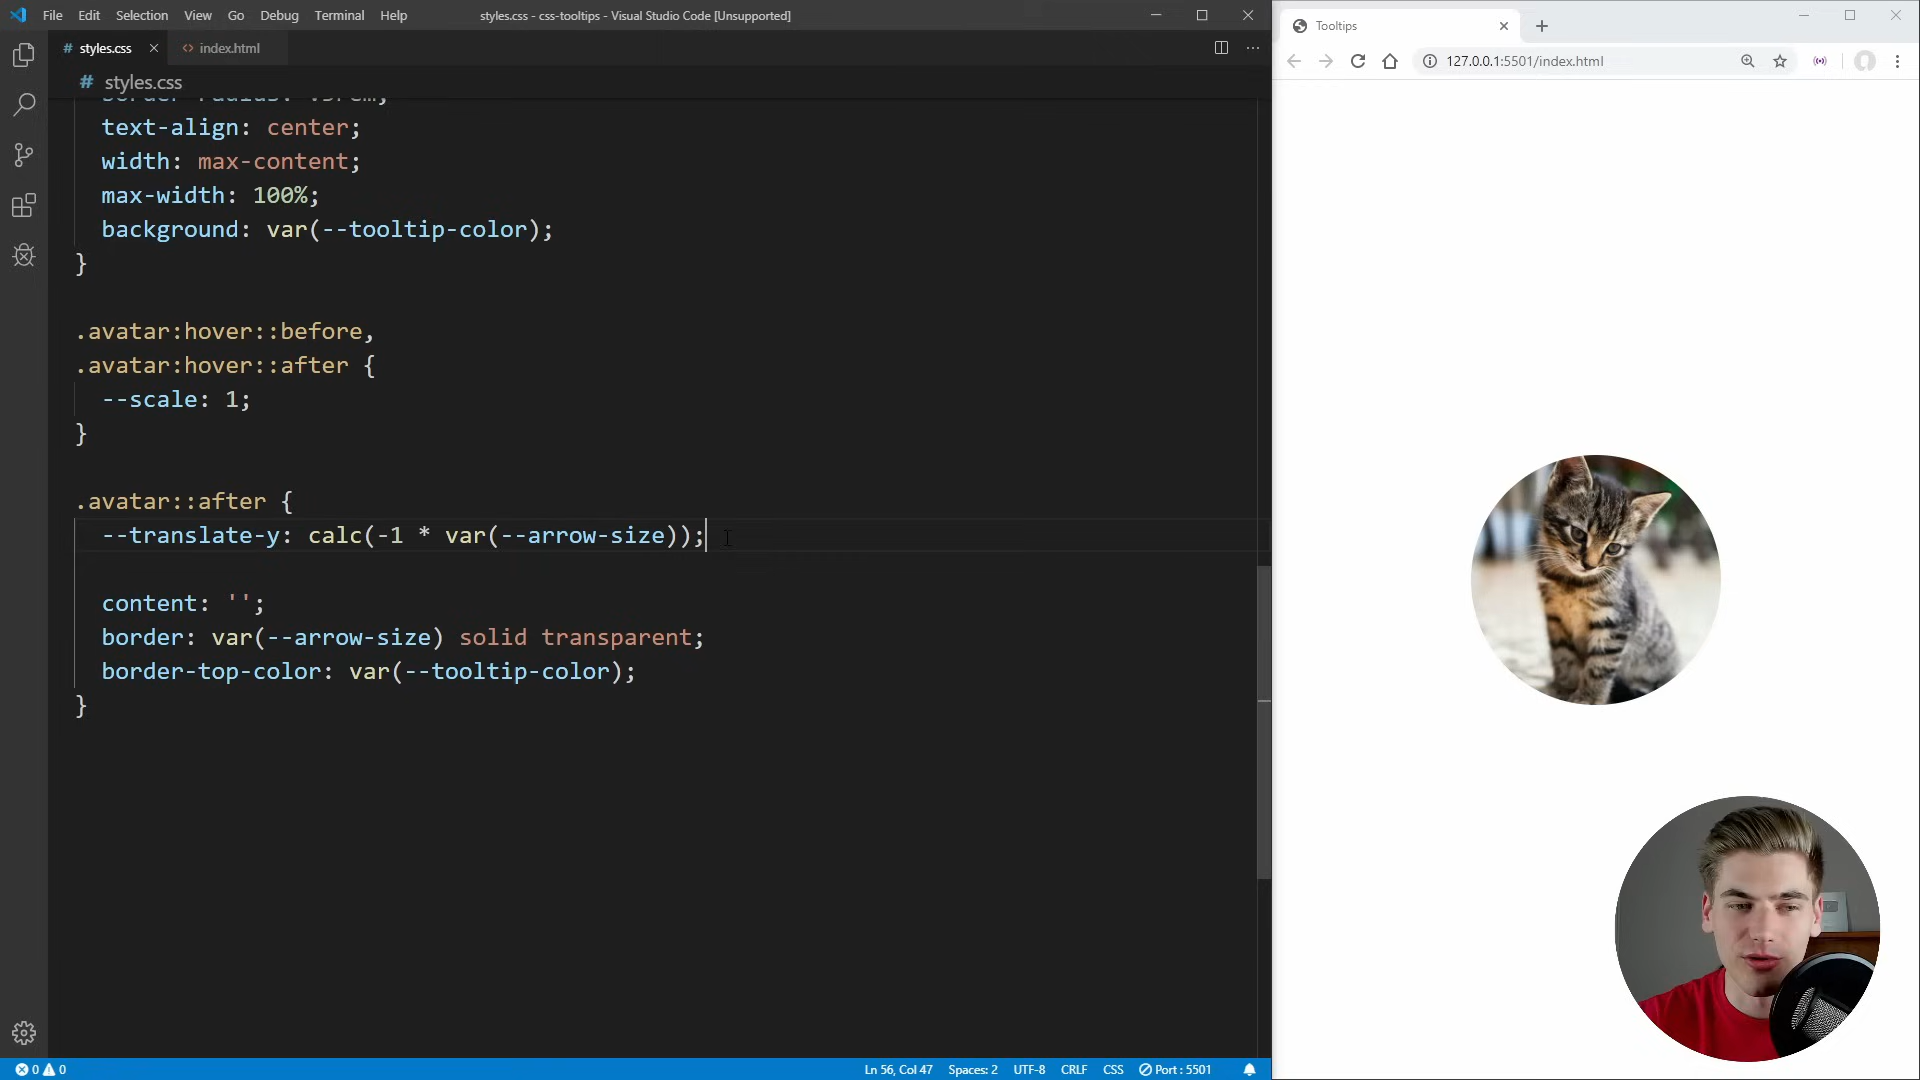 File Edit Selection View Go Debug Terminal Help
styles.css - css-tooltips - Visual Studio Code [Unsupported]
# styles.css
<> index.html
# styles.css
text-align: center;
width: max-content;
max-width: 100%;
background: var(--tooltip-color);
}
.avatar:hover::before,
.avatar:hover::after {
--scale: 1;
}
.avatar::after {
--translate-y: calc(-1 * var(--arrow-size));
content: '';
border: var(--arrow-size) solid transparent;
border-top-color: var(--tooltip-color);
}
0 0
Ln 56, Col 47 Spaces: 2 UTF-8 CRLF CSS Port : 5501
Tooltips
127.0.0.1:5501/index.html